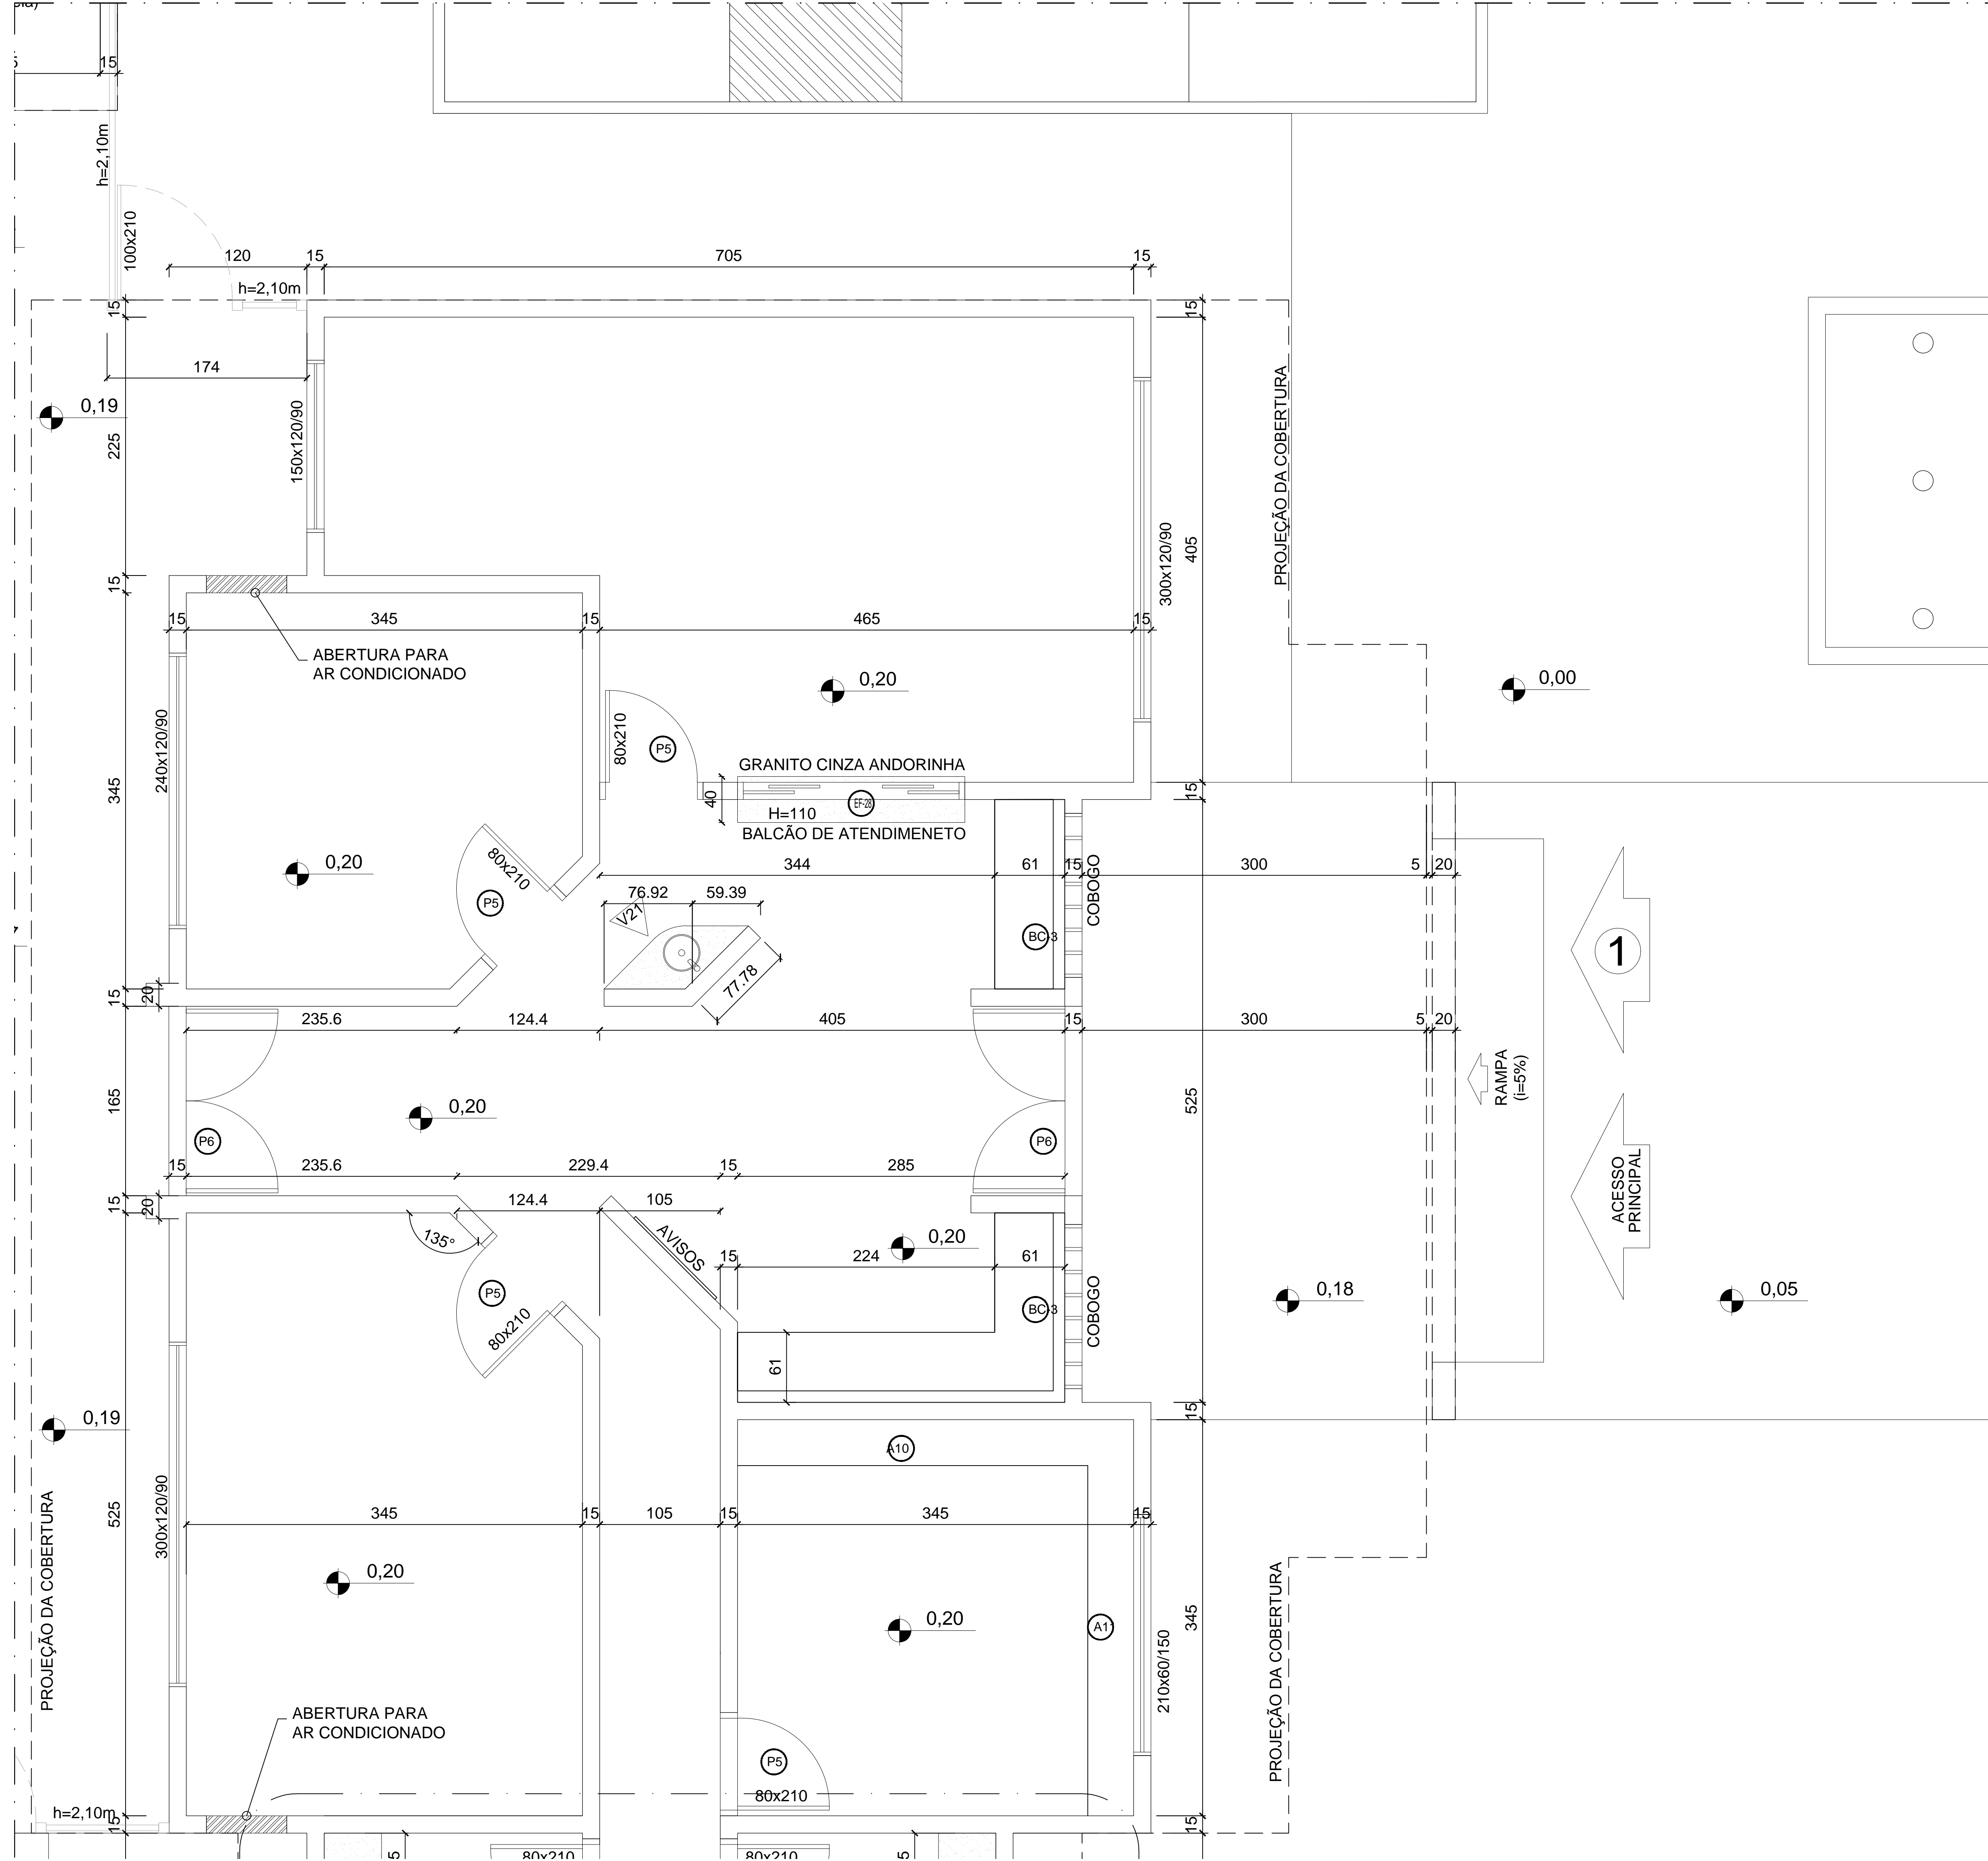 15
h=2,10m
100x210
120
15
705
15
h=2,10m
15
15
174
0,19
225
150x120/90
PROJEÇÃO DA COBERTURA
300x120/90
405
15
15
345
15
465
15
ABERTURA PARA
AR CONDICIONADO
0,20
0,00
240x120/90
80x210
P5
GRANITO CINZA ANDORINHA
345
40
EF-28
H=110
BALCÃO DE ATENDIMENETO
15
0,20
80x210
P5
344
61
15
COBOGO
300
5
20
76.92
59.39
V21
BC-3
1
77.78
15
20
235.6
124.4
405
15
300
5
20
RAMPA
(i=5%)
165
0,20
525
P6
P6
15
235.6
229.4
15
285
ACESSO
PRINCIPAL
15
20
124.4
105
135°
AVISOS
0,20
15
224
61
P5
80x210
BC-3
COBOGO
0,18
0,05
61
15
0,19
A10
PROJEÇÃO DA COBERTURA
525
300x120/90
345
15
105
15
345
15
0,20
0,20
A11
345
210x60/150
PROJEÇÃO DA COBERTURA
ABERTURA PARA
AR CONDICIONADO
P5
80x210
h=2,10m
15
15
80x210
80x210